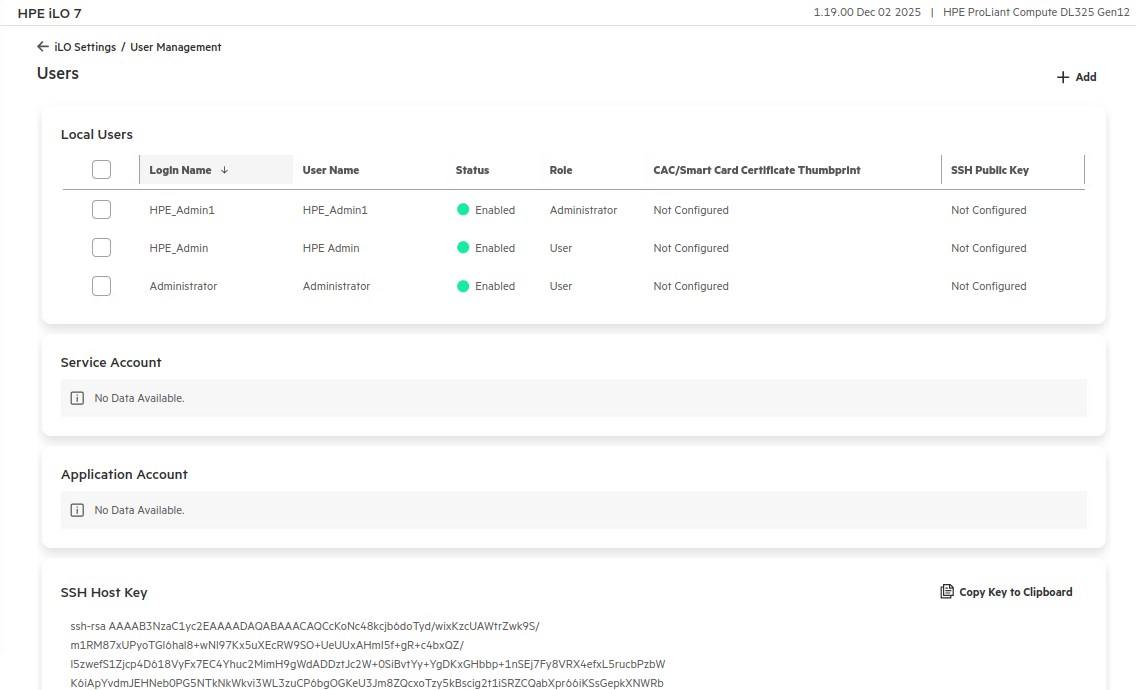 HPE iLO 7
1.19.00 Dec 02 2025 | HPE ProLiant Compute DL325 Gen12
iLO Settings / User Management
Users
Add
Local Users
Login Name User Name Status Role CAC/Smart Card Certificate Thumbprint SSH Public Key
HPE_Admin1 HPE_Admin1 Enabled Administrator Not Configured Not Configured
HPE_Admin HPE Admin Enabled User Not Configured Not Configured
Administrator Administrator Enabled User Not Configured Not Configured
Service Account
No Data Available.
Application Account
No Data Available.
SSH Host Key
Copy Key to Clipboard
ssh-rsa AAAAB3NzaC1yc2EAAAADAQABAAACAQCcKoNc48kcjb6doTyd/wixKzcUAWtrZwk9S/
m1RM87xUPyoTGl6hal8+wNI97Kx5uXEcRW9SO+UeUUxAHmI5f+gR+c4bxQZ/
l5zwefS1Zjcp4D618VyFx7EC4Yhuc2MimH9gWdADDztJc2W+0SiBvtYy+YgDKxGHbbp+1nSEj7Fy8VRX4efxL5rucbPzbW
K6iApYvdmJEHNeb0PG5NTkNkWkvi3WL3zuCP6bgOGKeU3Jm8ZQcxoTzy5kBscig2t1iSRZCQabXpr66iKSsGepkXNWRb